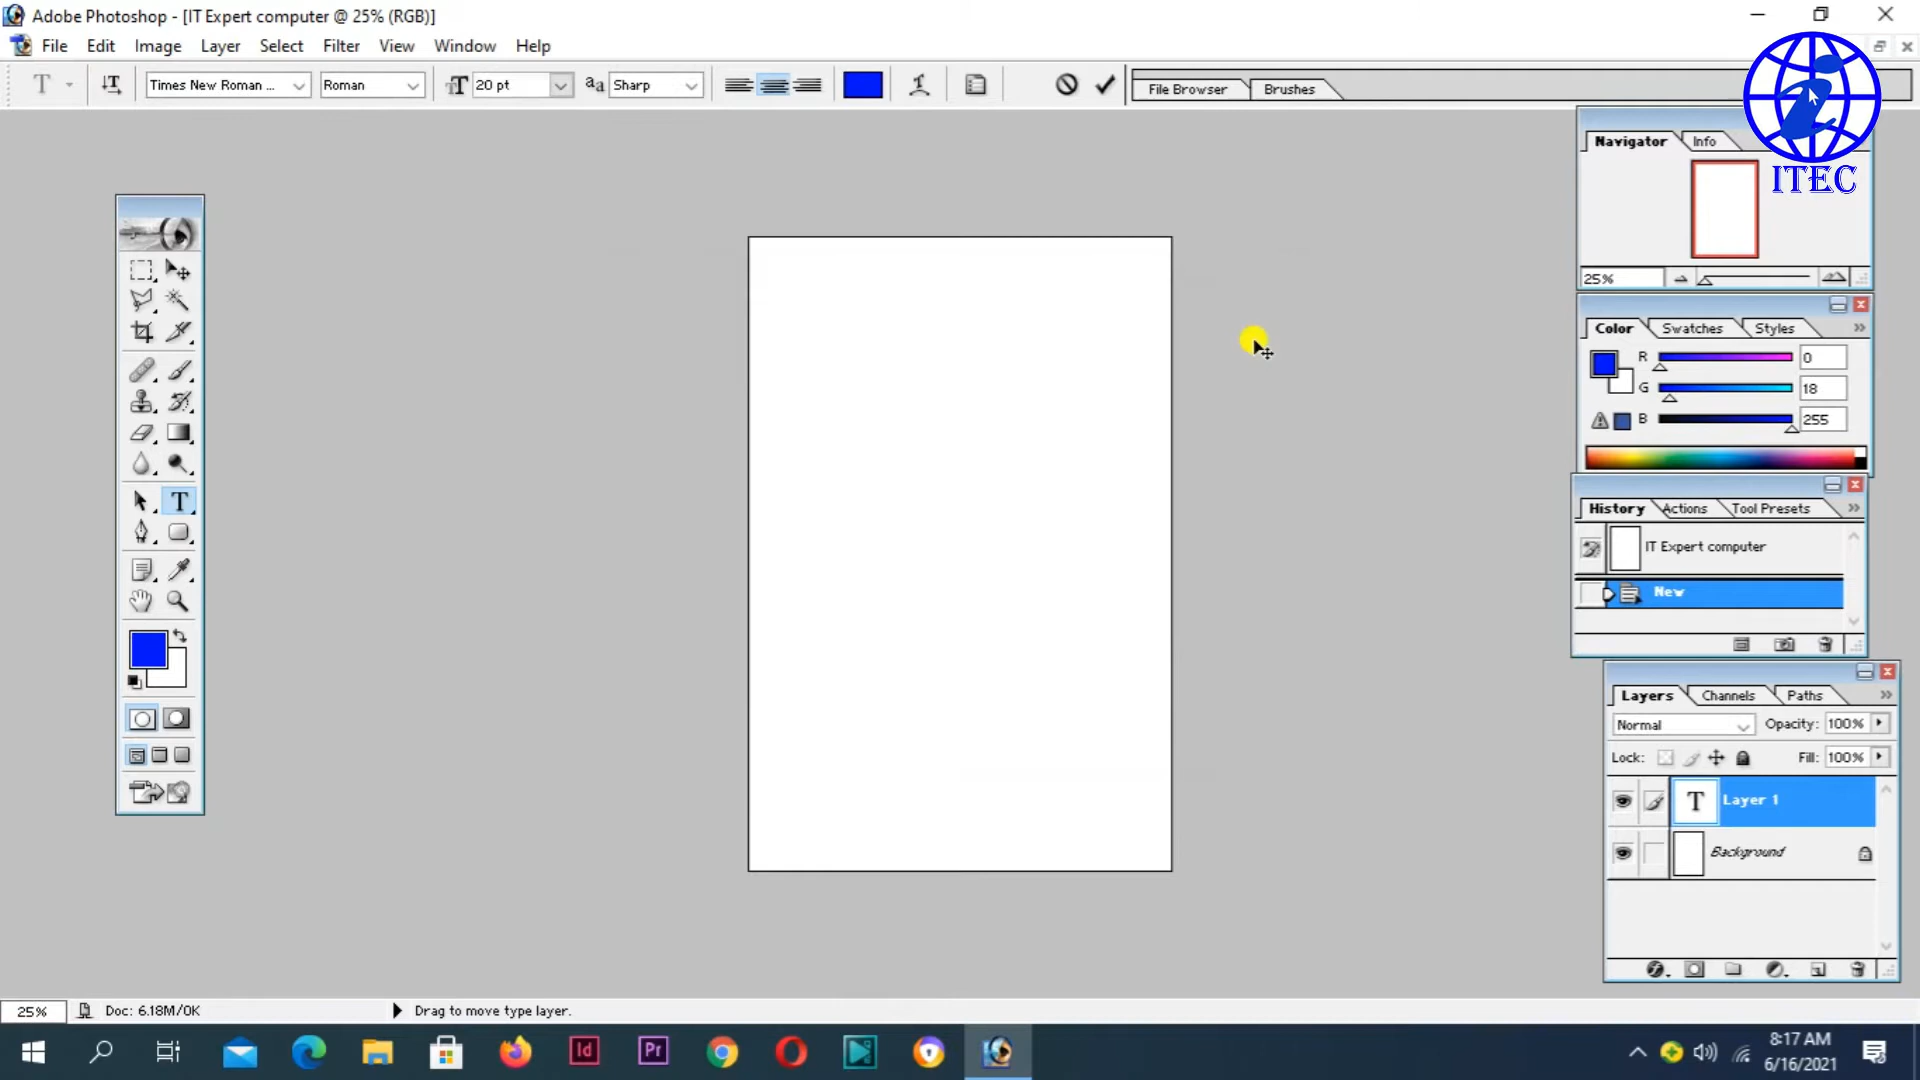 Adobe Photoshop - [IT Expert computer @ 25% (RGB)]
File Edit Image Layer Select Filter View Window Help
T Times New Roman ... Roman 20 pt aa Sharp File Browser Brushes
ITEC
Navigator Info
25%
Color Swatches Styles
R 0
G 18
B 255
History Actions Tool Presets
IT Expert computer
New
Layers Channels Paths
Normal Opacity: 100%
Lock: Fill: 100%
T Layer 1
Background
25% Doc: 6.18M/0K Drag to move type layer.
Id Pr
8:17 AM
6/16/2021